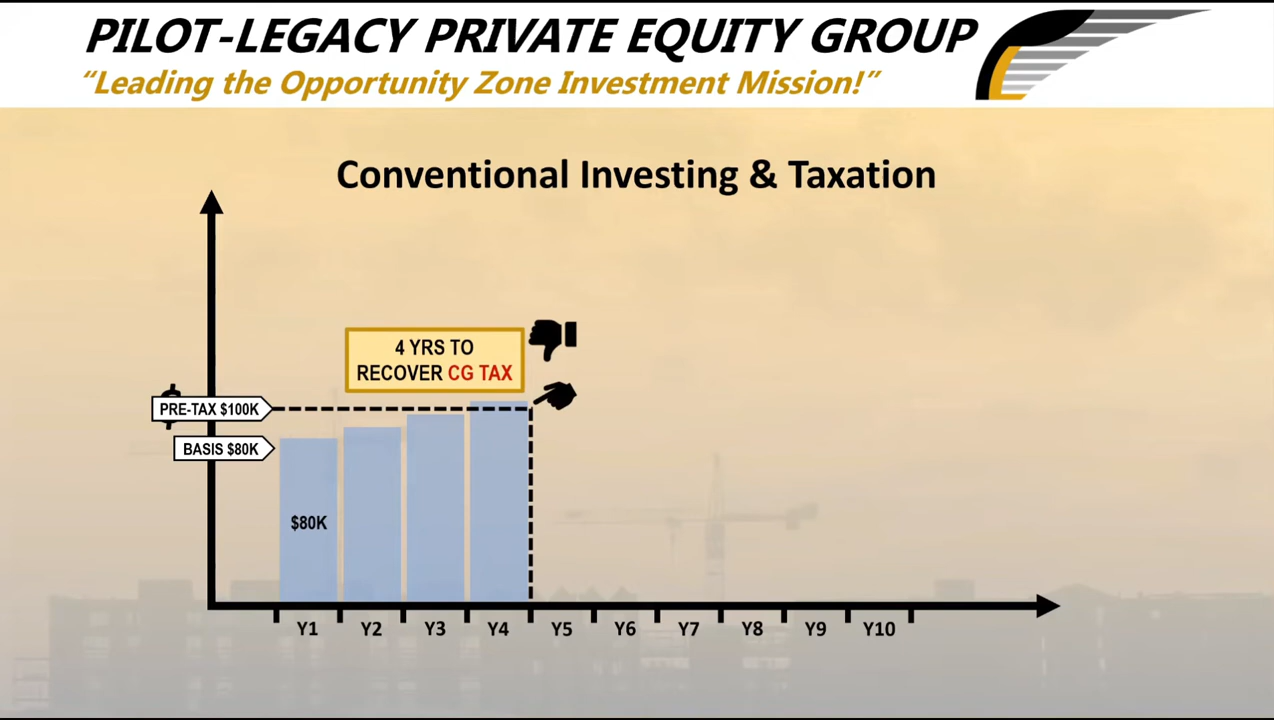 PILOT-LEGACY PRIVATE EQUITY GROUP
“Leading the Opportunity Zone Investment Mission!”
Conventional Investing & Taxation
4 YRS TO
RECOVER CG TAX
$
PRE-TAX $100K
BASIS $80K
$80K
Y1 Y2 Y3 Y4 Y5 Y6 Y7 Y8 Y9 Y10